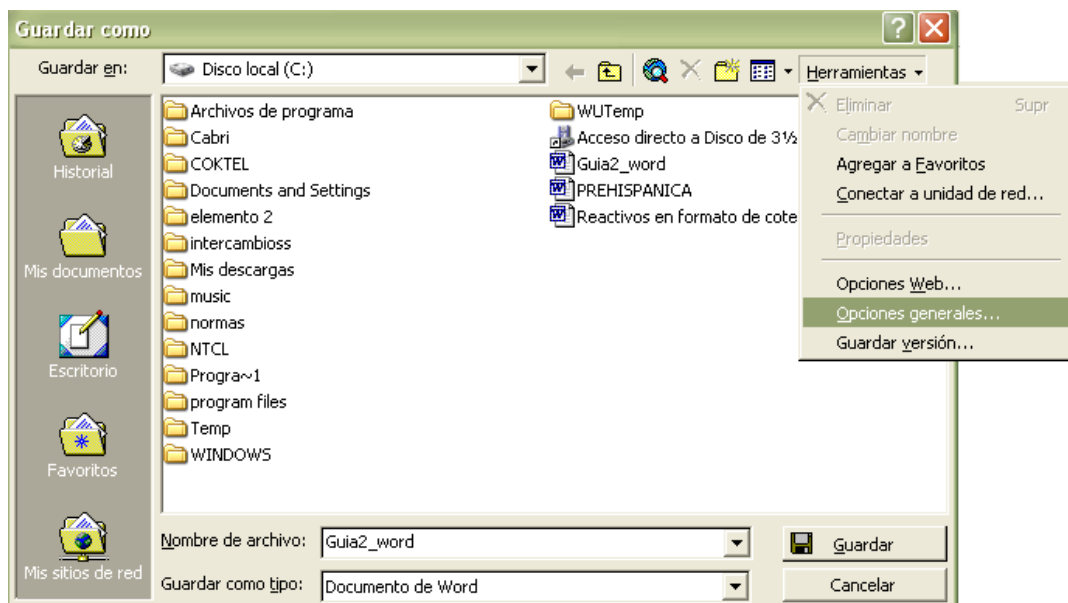 Guardar como
Guardar en:
Disco local (C:)
Herramientas
Historial
Mis documentos
Escritorio
Favoritos
Mis sitios de red
Archivos de programa
Cabri
COKTEL
Documents and Settings
elemento 2
intercambioss
Mis descargas
music
normas
NTCL
Progra~1
program files
Temp
WINDOWS
WUTemp
Acceso directo a Disco de 3½
Guia2_word
PREHISPANICA
Reactivos en formato de cote
Eliminar Supr
Cambiar nombre
Agregar a Favoritos
Conectar a unidad de red...
Propiedades
Opciones Web...
Opciones generales...
Guardar versión...
Nombre de archivo: Guia2_word
Guardar
Guardar como tipo: Documento de Word
Cancelar